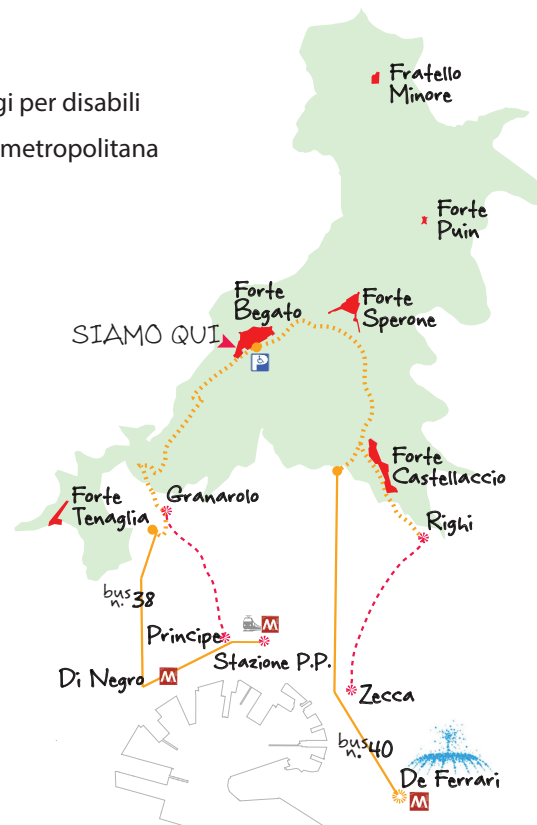 gi per disabili
metropolitana
Fratello
Minore
Forte
Puin
Forte
Begato
Forte
Sperone
SIAMO QUI
P
Forte
Castellaccio
Forte
Tenaglia
Granarolo
Righi
bus
n. 38
Principe
M
Stazione P.P.
Di Negro
M
Zecca
bus
n. 40
De Ferrari
M